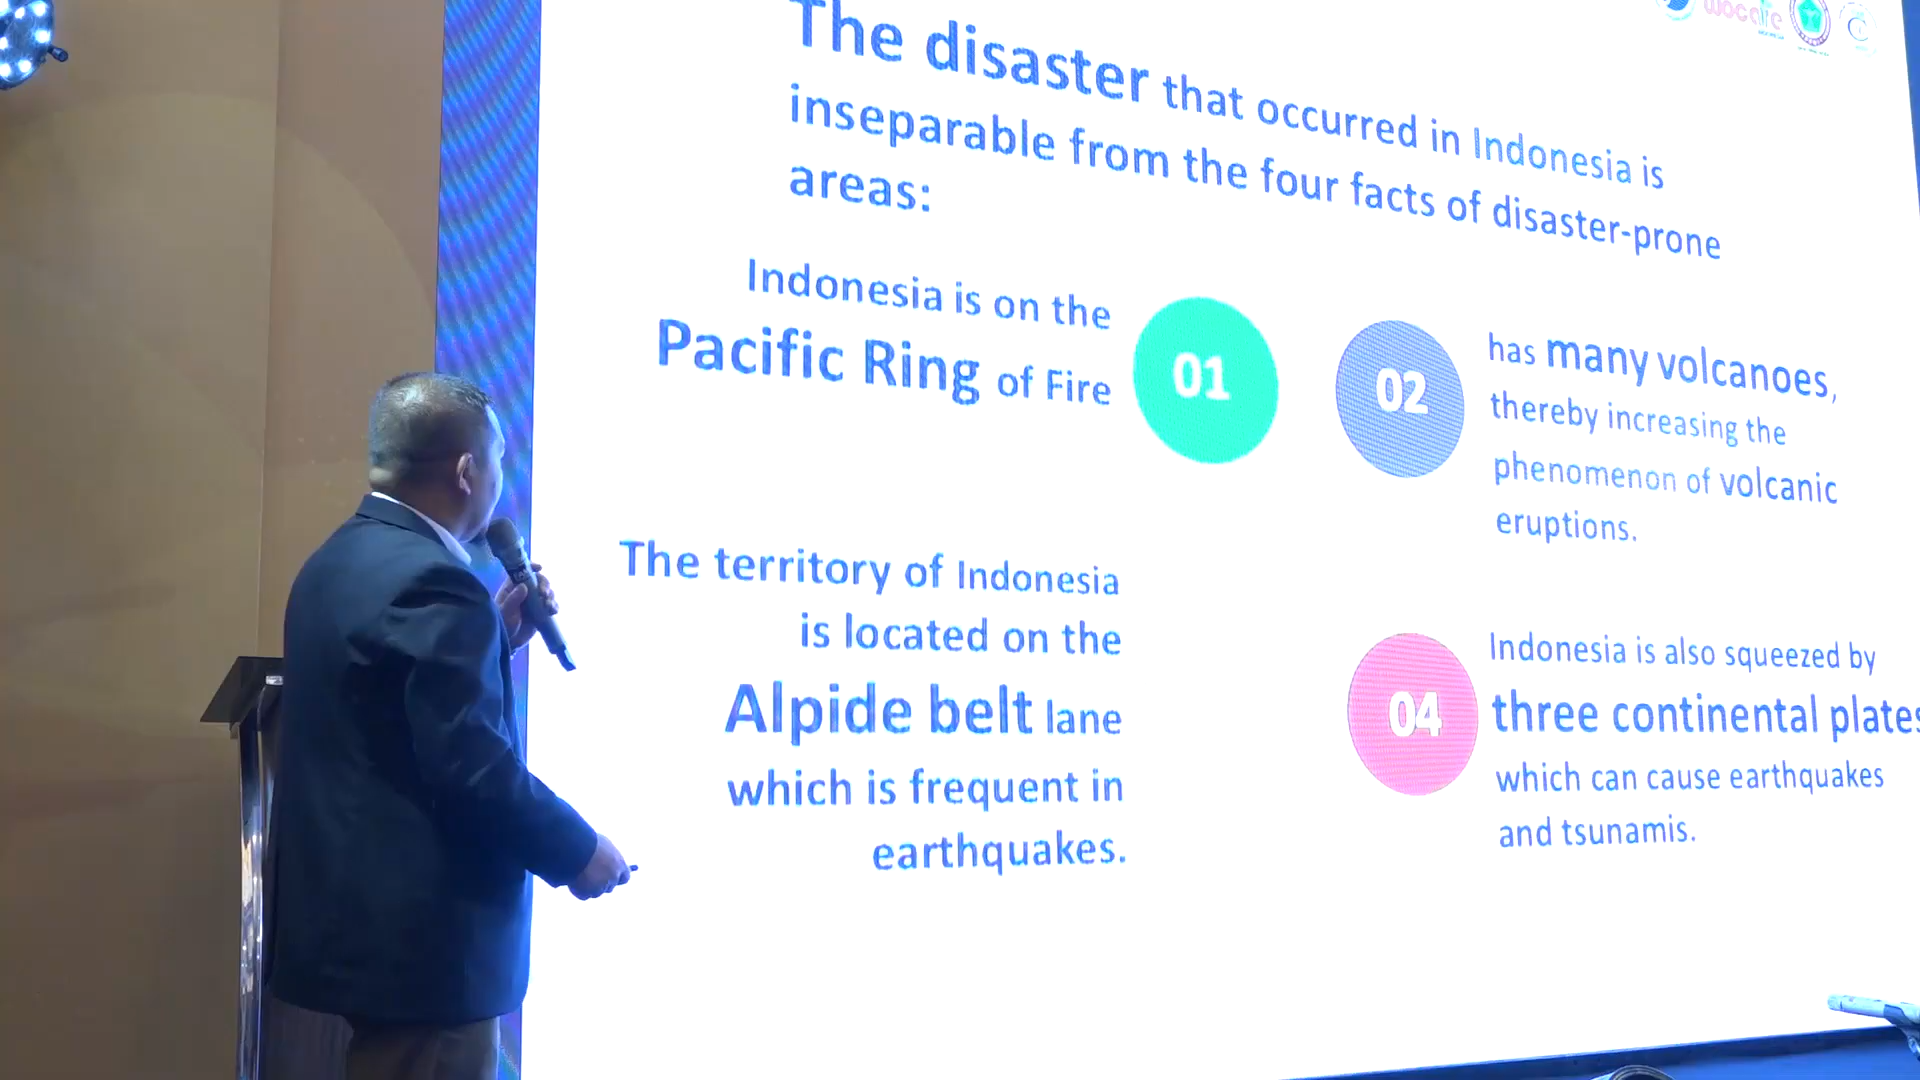 wocare
The disaster that occurred in Indonesia is
inseparable from the four facts of disaster-prone
areas:
Indonesia is on the
Pacific Ring of Fire
01
02
has many volcanoes,
thereby increasing the
phenomenon of volcanic
eruptions.
The territory of Indonesia
is located on the
Alpide belt lane
which is frequent in
earthquakes.
04
Indonesia is also squeezed by
three continental plates
which can cause earthquakes
and tsunamis.